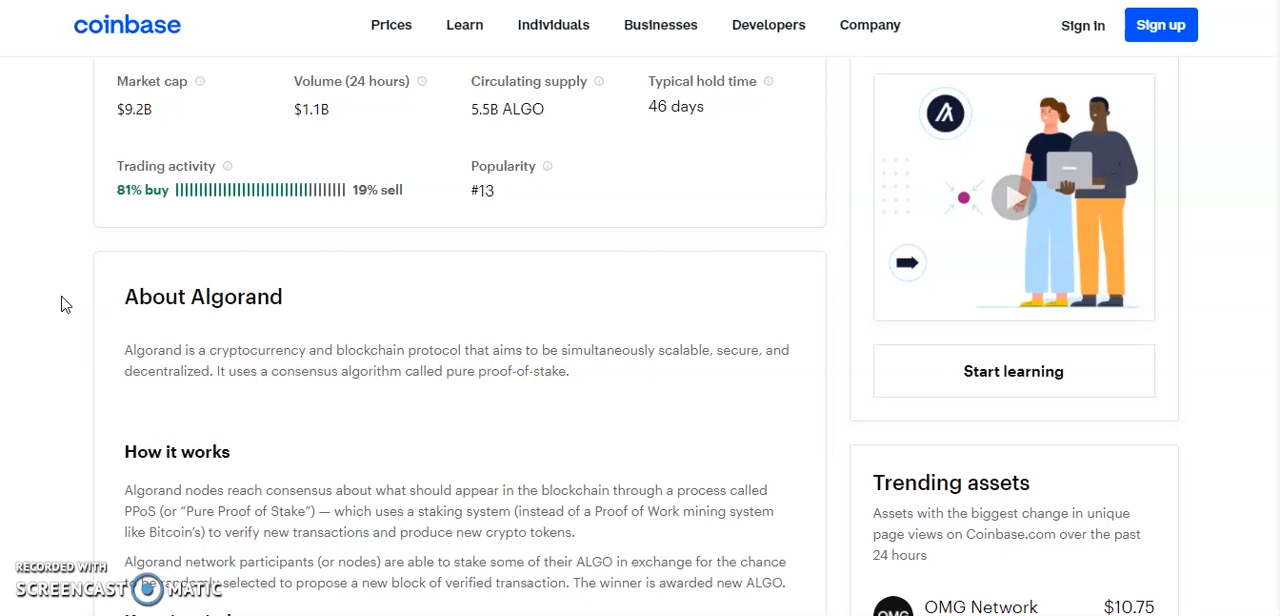 coinbase
Prices Learn Individuals Businesses Developers Company Sign in Sign up
Market cap Volume (24 hours) Circulating supply Typical hold time
$9.2B $1.1B 5.5B ALGO 46 days
Trading activity Popularity
81% buy 19% sell #13
About Algorand
Algorand is a cryptocurrency and blockchain protocol that aims to be simultaneously scalable, secure, and
decentralized. It uses a consensus algorithm called pure proof-of-stake.
How it works
Algorand nodes reach consensus about what should appear in the blockchain through a process called
PPoS (or “Pure Proof of Stake”) — which uses a staking system (instead of a Proof of Work mining system
like Bitcoin’s) to verify new transactions and produce new crypto tokens.
Algorand network participants (or nodes) are able to stake some of their ALGO in exchange for the chance
to be randomly selected to propose a new block of verified transaction. The winner is awarded new ALGO.
Start learning
Trending assets
Assets with the biggest change in unique
page views on Coinbase.com over the past
24 hours
OMG
OMG Network $10.75
RECORDED WITH
SCREENCAST MATIC